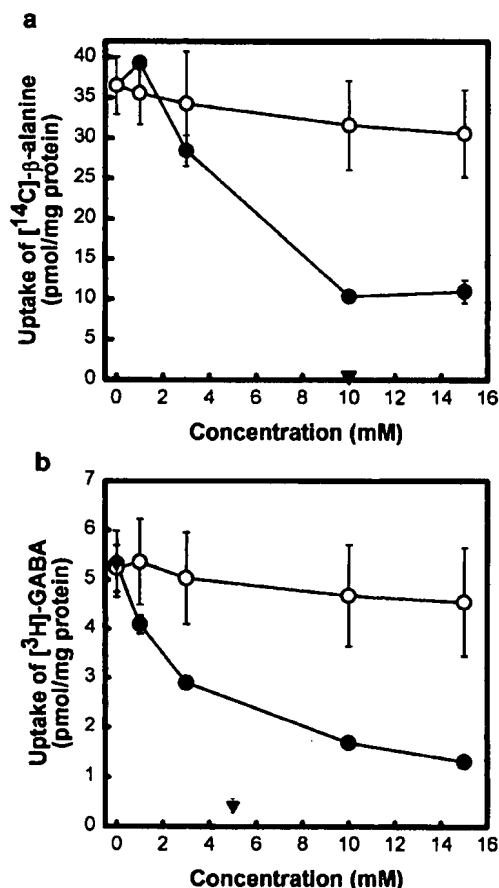 a
Uptake of [14C]-β-alanine
(pmol/mg protein)
40
35
30
25
20
15
10
5
0
0 2 4 6 8 10 12 14 16
Concentration (mM)
b
Uptake of [3H]-GABA
(pmol/mg protein)
7
6
5
4
3
2
1
0
0 2 4 6 8 10 12 14 16
Concentration (mM)